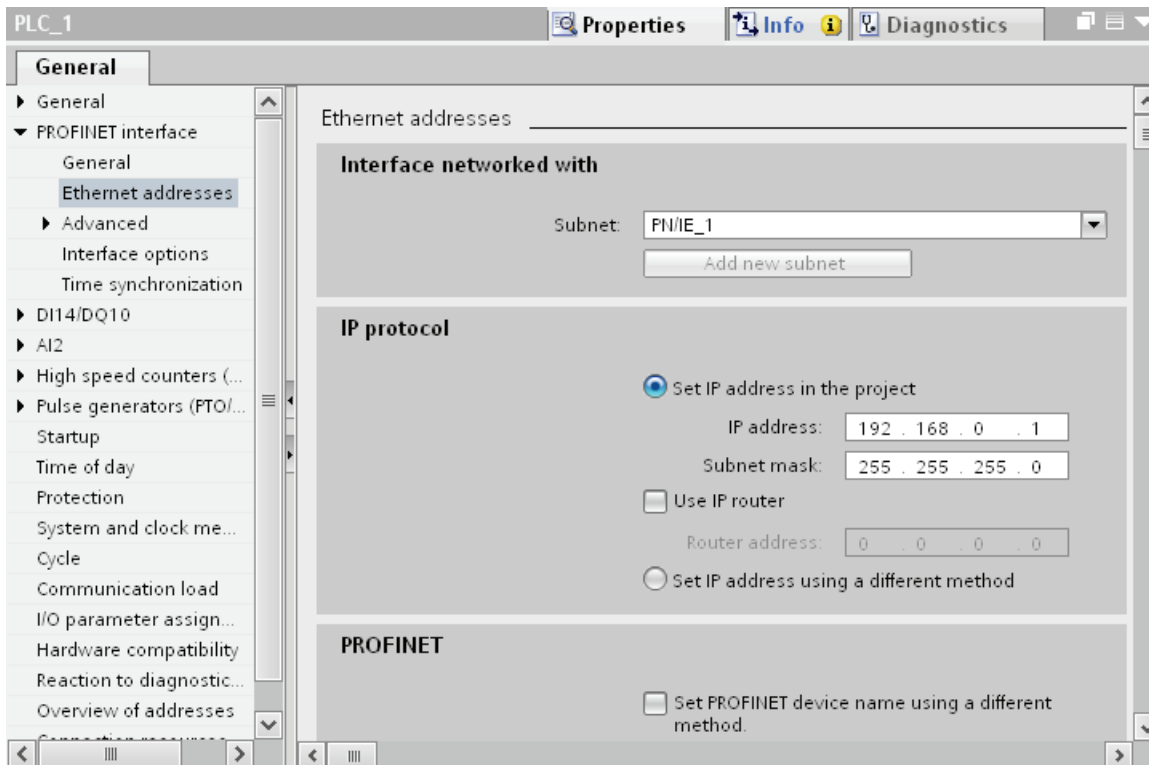 PLC_1
Properties
Info
Diagnostics
General
General
PROFINET interface
General
Ethernet addresses
Advanced
Interface options
Time synchronization
DI14/DQ10
AI2
High speed counters (...
Pulse generators (PTO/...
Startup
Time of day
Protection
System and clock me...
Cycle
Communication load
I/O parameter assign...
Hardware compatibility
Reaction to diagnostic...
Overview of addresses
Ethernet addresses
Interface networked with
Subnet: PN/IE_1
Add new subnet
IP protocol
Set IP address in the project
IP address: 192 . 168 . 0 . 1
Subnet mask: 255 . 255 . 255 . 0
Use IP router
Router address: 0 . 0 . 0 . 0
Set IP address using a different method
PROFINET
Set PROFINET device name using a different
method.